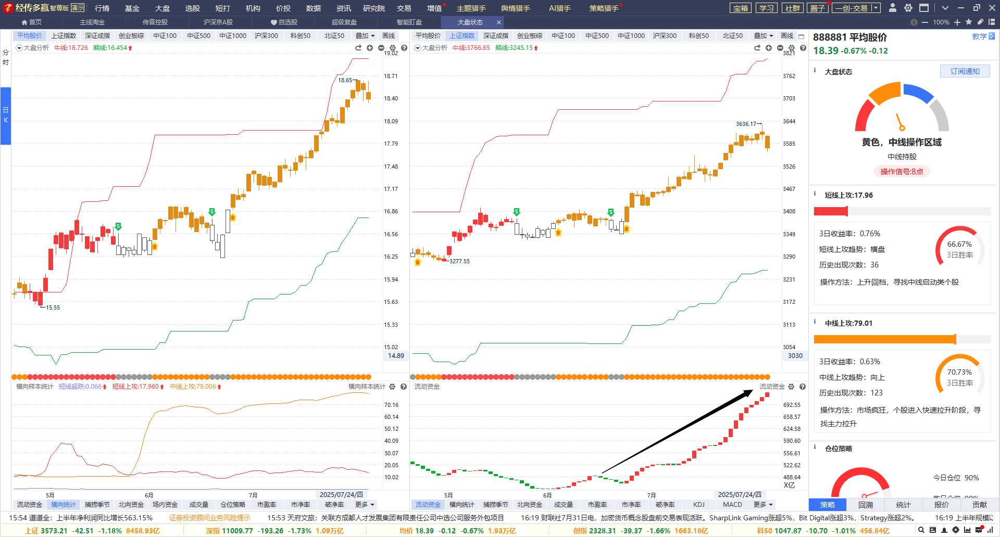 经传多赢 智尊版 演示 行情 基金 大盘 选股 短打 机构 价投 数据 资讯 研究院 交易 增值 主题猎手 舆情猎手 AI猎手 策略猎手 宝箱 学习 社群 圈子 一创-交易
首页 主线淘金 传音控股 沪深京A股 自选股 超级复盘 智能盯盘 大盘状态 100%
平均股价 上证指数 深证成指 创业板综 中证100 中证500 中证1000 沪深300 科创50 北证50 叠加 画线
大盘分析 牛线:18.726 熊线:16.454
分时
日K
19.02
18.71
18.40
18.09
17.79
17.48
17.17
16.86
16.56
16.25
15.94
15.63
15.33
15.02
14.89
18.65
15.55
S
B
S
B
横向样本统计 短线超跌:0.066 短线上攻:17.960 中线上攻:79.006 横向样本统计
70.16
60.14
50.12
40.09
30.07
20.05
10.02
5月 6月 7月 2025/07/24/四
流动资金 横向统计 捕捞季节 北向资金 场内资金 成交量 仓位策略 市盈率 市净率 破净率 更多
平均股价 上证指数 深证成指 创业板综 中证100 中证500 中证1000 沪深300 科创50 北证50 叠加 画线
大盘分析 牛线:3766.65 熊线:3245.15
3821
3762
3703
3644
3585
3526
3467
3408
3349
3290
3231
3172
3113
3054
3030
3636.17
3277.55
B
S
B
S
B
流动资金 流动资金
692.55
658.57
624.58
590.60
556.61
522.62
488.64
X亿
5月 6月 7月 2025/07/24/四
流动资金 横向统计 捕捞季节 北向资金 成交量 市盈率 市净率 破净率 KDJ MACD 更多
888881 平均股价 教学
18.39 -0.67% -0.12
大盘状态 订阅通知
黄色，中线操作区域
中线持股
操作信号:B点
短线上攻:17.96
3日收益率：0.76%
短线上攻趋势：横盘
历史出现次数：36
66.67%
3日胜率
操作方法：上升回档，寻找中线启动类个股
中线上攻:79.01
3日收益率：0.63%
中线上攻趋势：向上
历史出现次数：123
70.73%
3日胜率
操作方法：市场疯狂，个股进入快速拉升阶段，寻
找主力拉升
仓位策略
今日仓位 90%
策略 回溯 统计 报价 贡献
15:54 道道全：上半年净利润同比增长563.15% 证券投资顾问业务风险提示 15:53 天府文旅：关联方成都人才发展集团有限责任公司中选公司服务外包项目 16:19 财联社7月31日电，加密货币概念股盘前交易表现活跃。SharpLink Gaming涨超5%，Bit Digital涨超3%，Strategy涨超2%。 16:19 上半年规模以
上证 3573.21 -42.51 -1.18% 8458.93亿 深指 11009.77 -193.26 -1.73% 1.09万亿 均价 18.39 -0.12 -0.67% 1.93万亿 创指 2328.31 -39.37 -1.66% 1663.18亿 科50 1047.87 -10.70 -1.01% 456.84亿